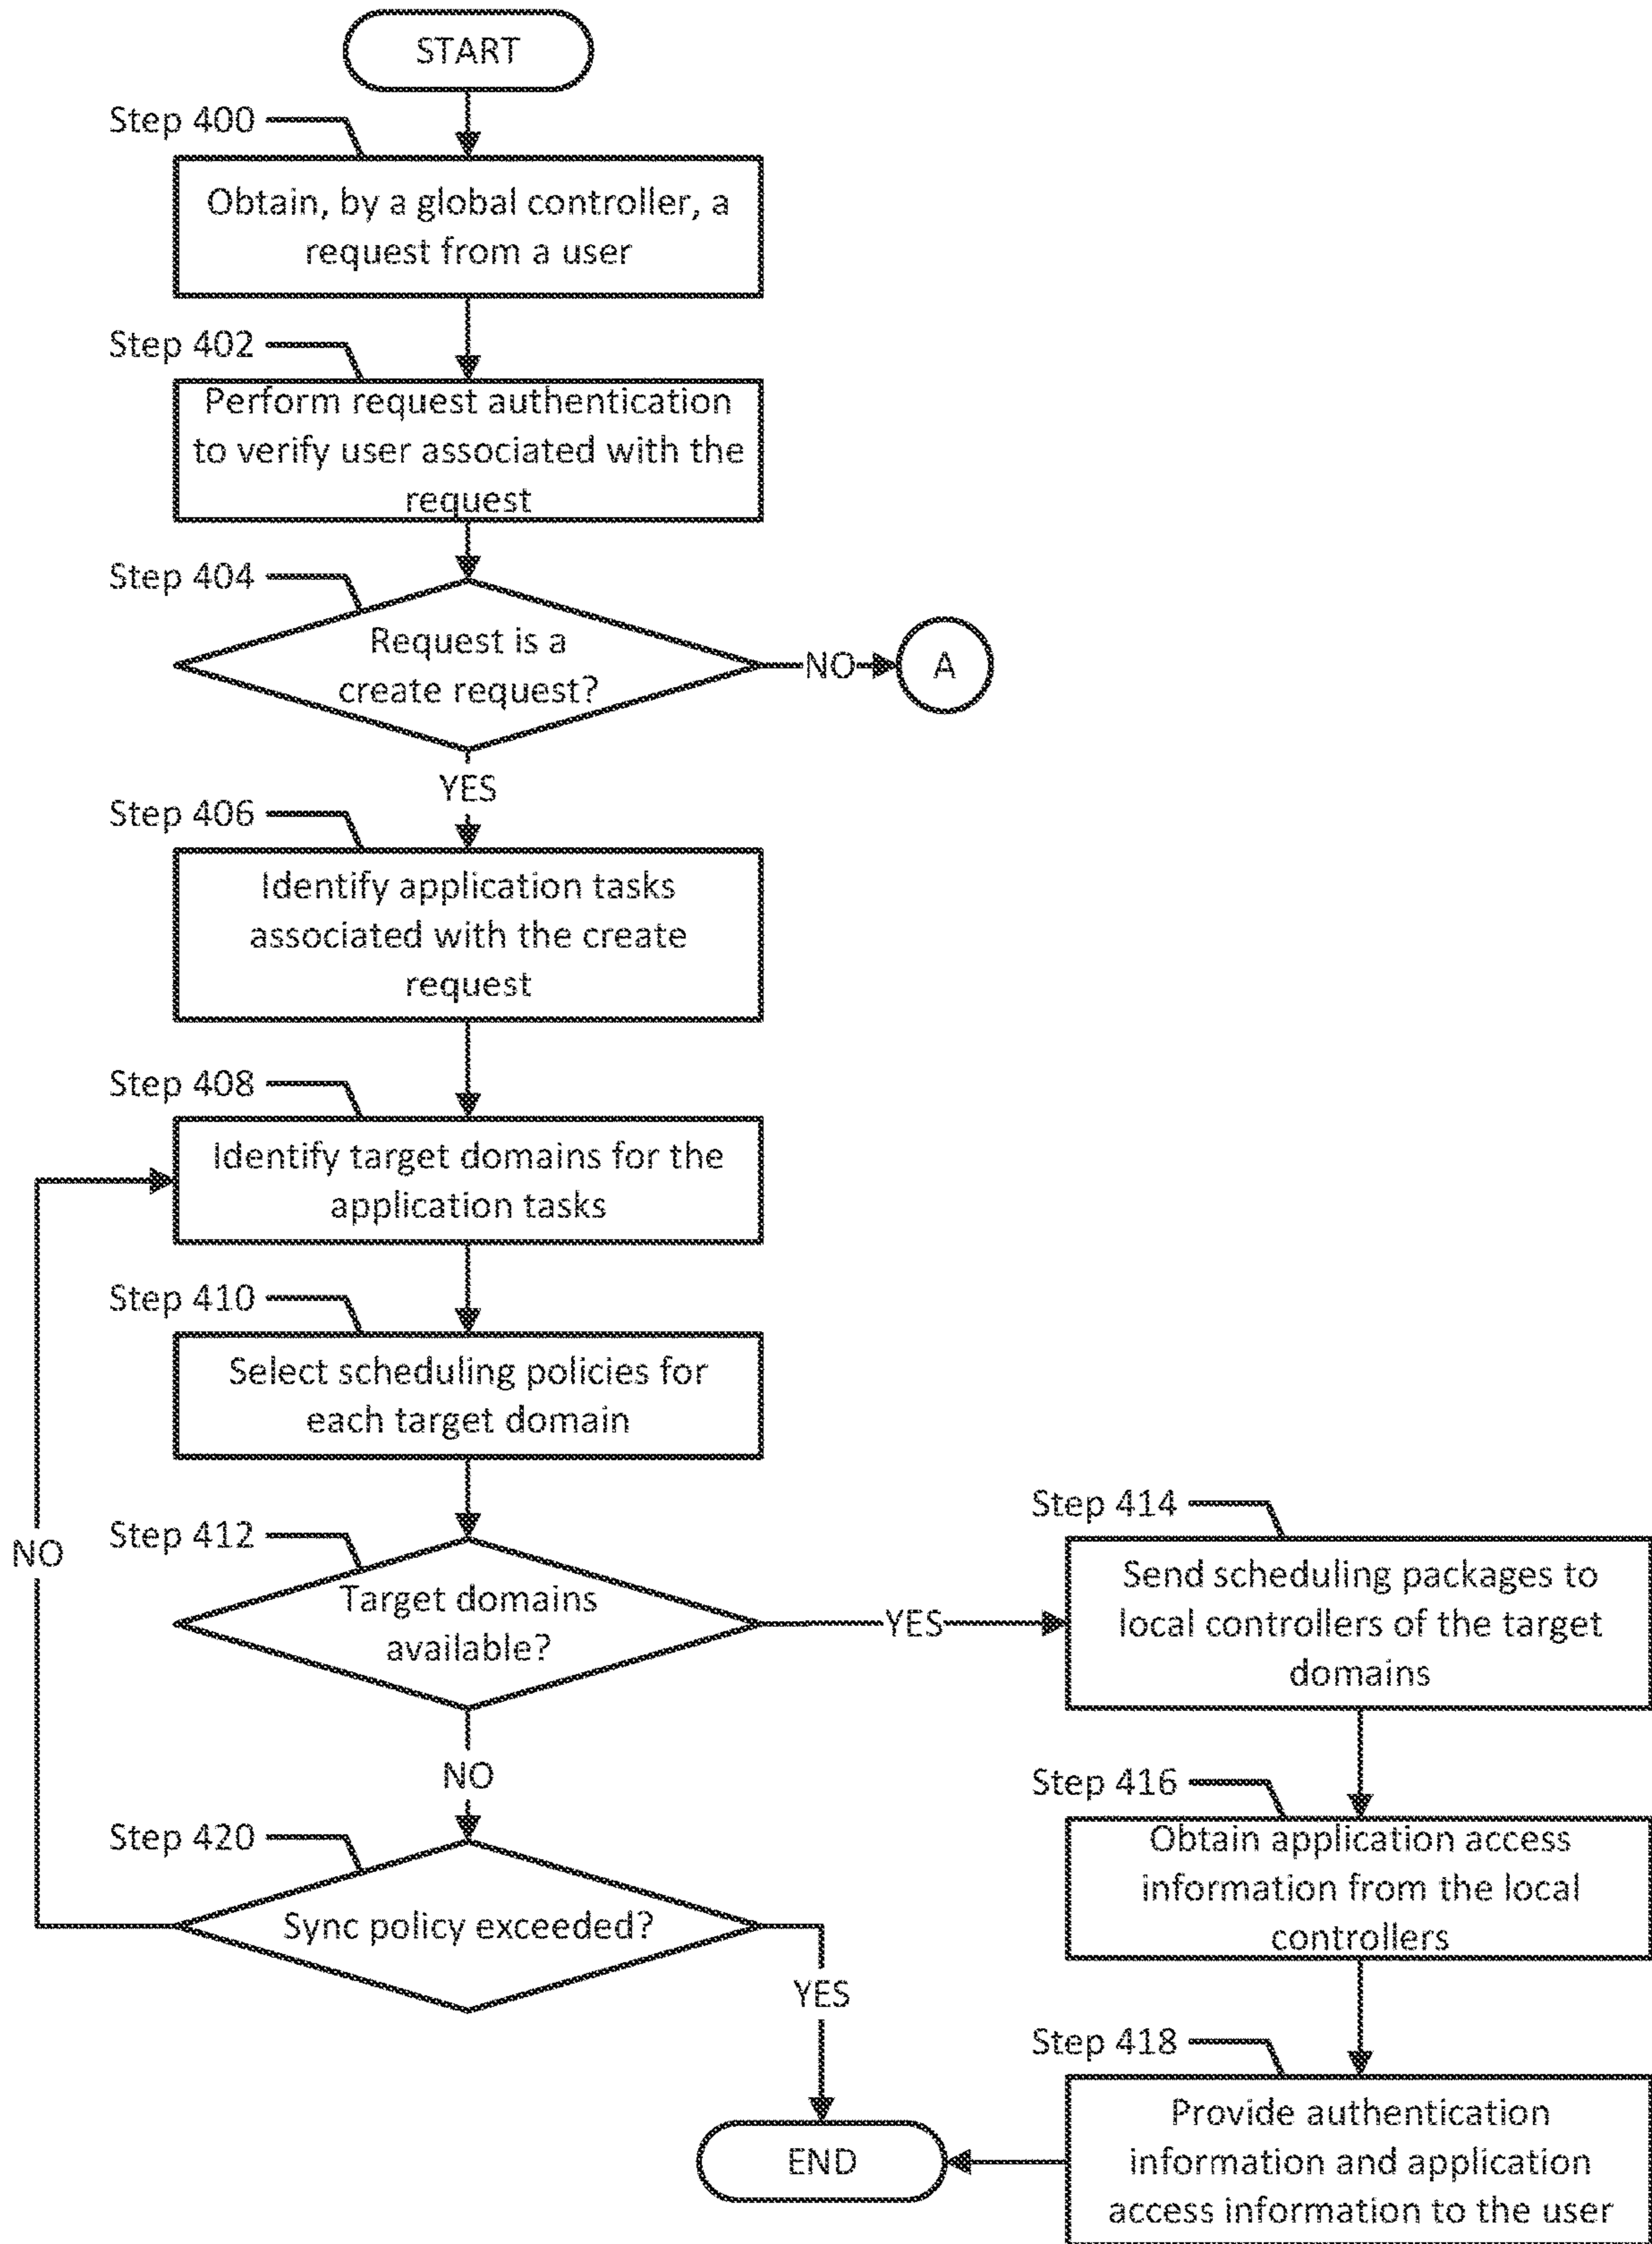 START
Step 400
Obtain, by a global controller, a
request from a user
Step 402
Perform request authentication
to verify user associated with the
request
Step 404
Request is a
create request?
NO
A
YES
Step 406
Identify application tasks
associated with the create
request
Step 408
Identify target domains for the
application tasks
Step 410
Select scheduling policies for
each target domain
Step 412
Target domains
available?
YES
NO
NO
Step 420
Sync policy exceeded?
YES
Step 414
Send scheduling packages to
local controllers of the target
domains
Step 416
Obtain application access
information from the local
controllers
Step 418
Provide authentication
information and application
access information to the user
END